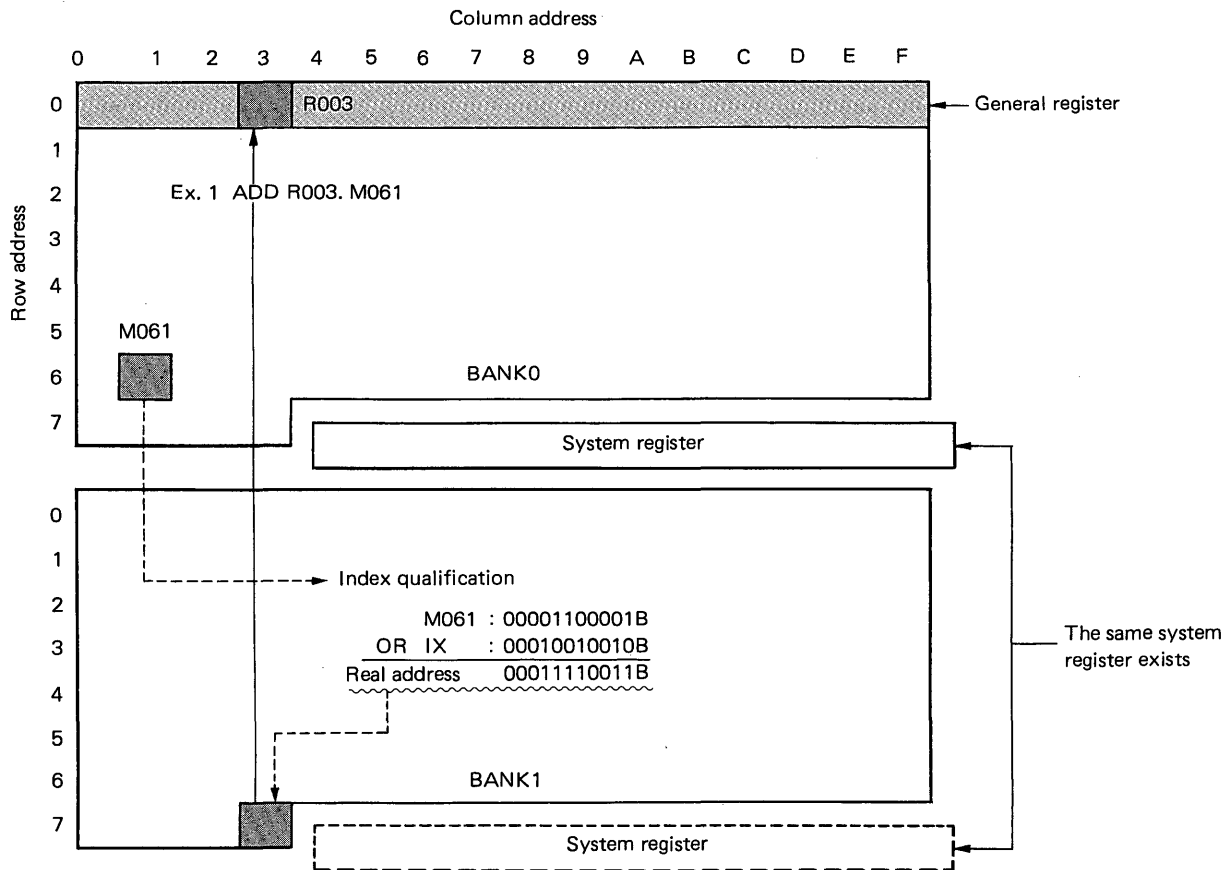 Column address
0 1 2 3 4 5 6 7 8 9 A B C D E F
0 R003 General register
1
2 Ex. 1 ADD R003. M061
3
Row address
4
5 M061
6 BANK0
7 System register
0
1 Index qualification
2 M061 : 00001100001B
3 OR IX : 00010010010B
The same system
register exists
Real address 00011110011B
4
5
6 BANK1
7 System register